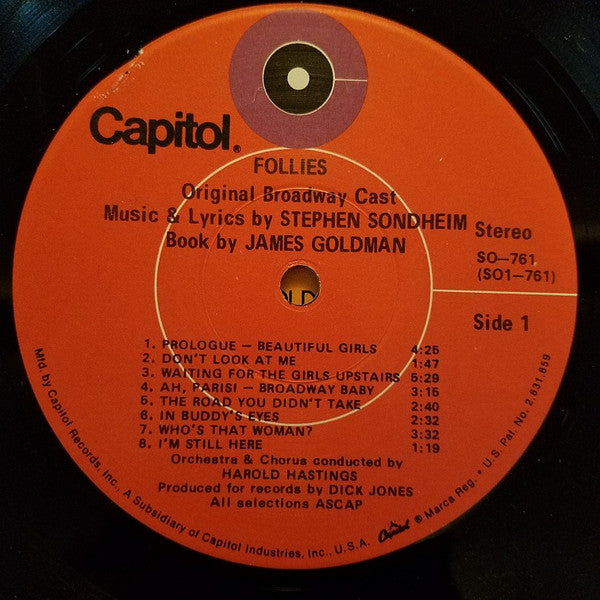 Capitol®
FOLLIES
Original Broadway Cast
Music & Lyrics by STEPHEN SONDHEIM
Book by JAMES GOLDMAN
Stereo
SO—761
(SO1—761)
Side 1
1. PROLOGUE — BEAUTIFUL GIRLS 4:25
2. DON'T LOOK AT ME 1:47
3. WAITING FOR THE GIRLS UPSTAIRS 5:29
4. AH, PARIS! — BROADWAY BABY 3:15
5. THE ROAD YOU DIDN'T TAKE 2:40
6. IN BUDDY'S EYES 2:32
7. WHO'S THAT WOMAN? 3:32
8. I'M STILL HERE 1:19
Orchestra & Chorus conducted by
HAROLD HASTINGS
Produced for records by DICK JONES
All selections ASCAP
Mfd. by Capitol Records, Inc., A Subsidiary of Capitol Industries, Inc., U.S.A. Capitol ® Marca Reg. • U.S. Pat. No. 2,631,859